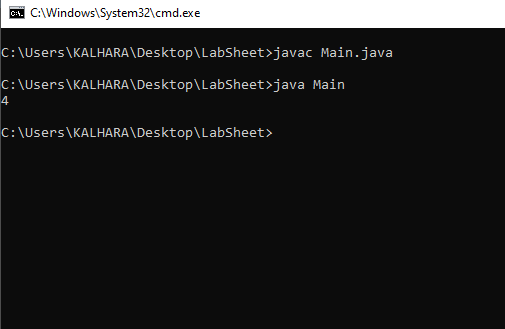 C:\Windows\System32\cmd.exe
C:\Users\KALHARA\Desktop\LabSheet>javac Main.java
C:\Users\KALHARA\Desktop\LabSheet>java Main
4
C:\Users\KALHARA\Desktop\LabSheet>